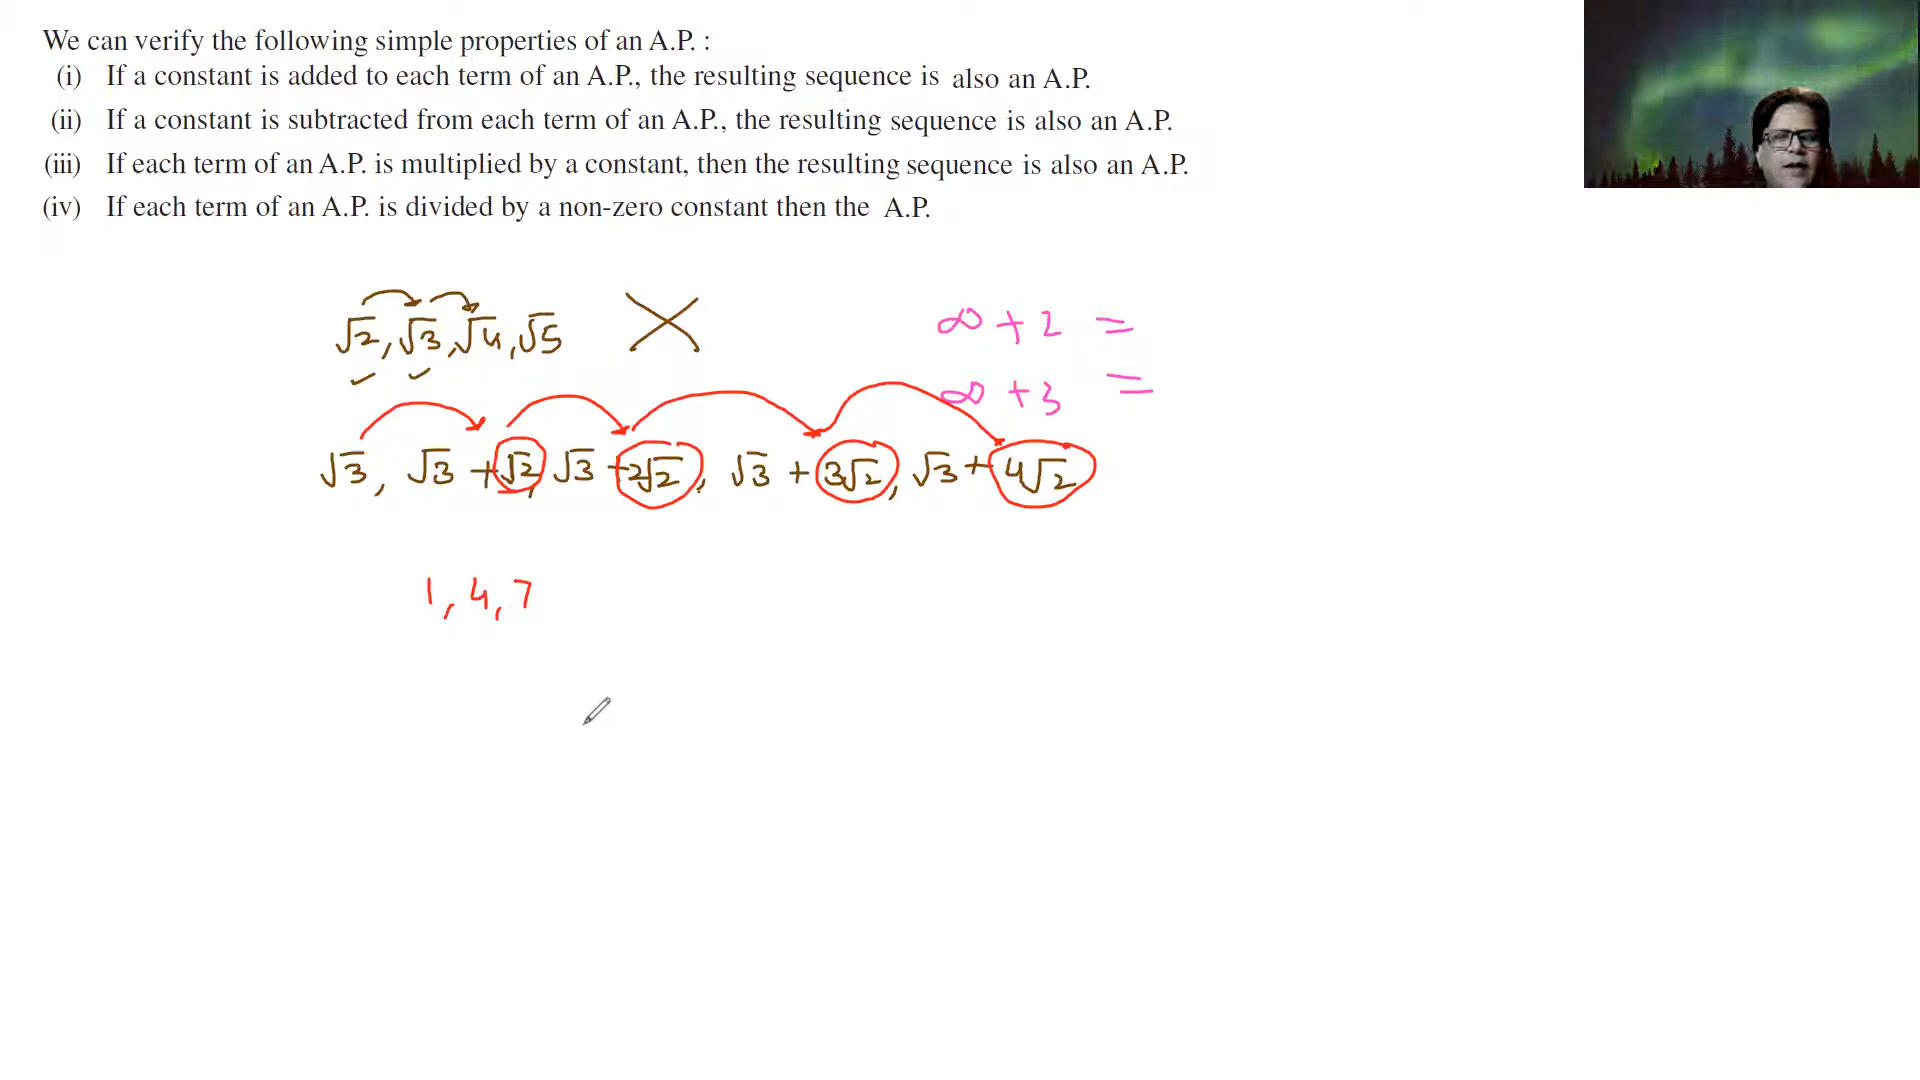 We can verify the following simple properties of an A.P. :
(i) If a constant is added to each term of an A.P., the resulting sequence is also an A.P.
(ii) If a constant is subtracted from each term of an A.P., the resulting sequence is also an A.P.
(iii) If each term of an A.P. is multiplied by a constant, then the resulting sequence is also an A.P.
(iv) If each term of an A.P. is divided by a non-zero constant then the A.P.
√2, √3, √4, √5
∞ + 2 =
∞ + 3 =
√3, √3 + √2, √3 + 2√2, √3 + 3√2, √3 + 4√2
1, 4, 7